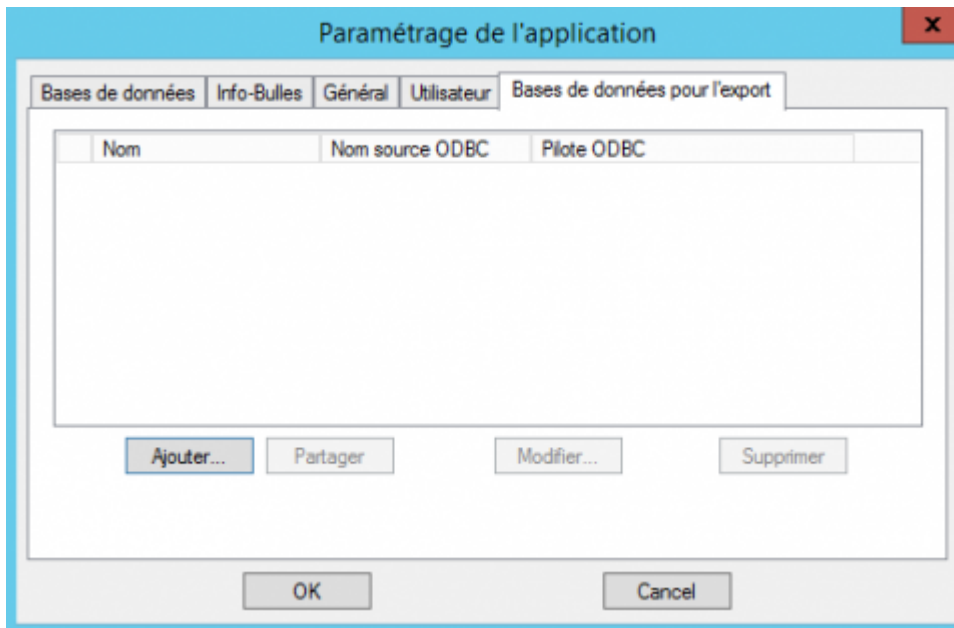 Paramétrage de l'application
x
Bases de données Info-Bulles Général Utilisateur Bases de données pour l'export
Nom Nom source ODBC Pilote ODBC
Ajouter... Partager Modifier... Supprimer
OK Cancel